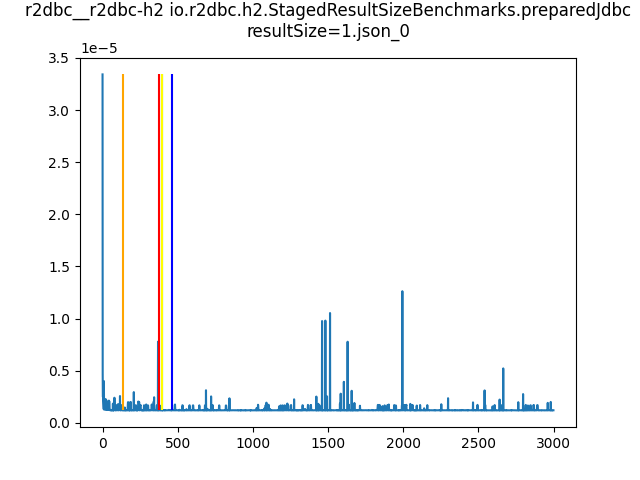 r2dbc__r2dbc-h2 io.r2dbc.h2.StagedResultSizeBenchmarks.preparedJdbc
resultSize=1.json_0
1e−5
3.5
3.0
2.5
2.0
1.5
1.0
0.5
0.0
0 500 1000 1500 2000 2500 3000